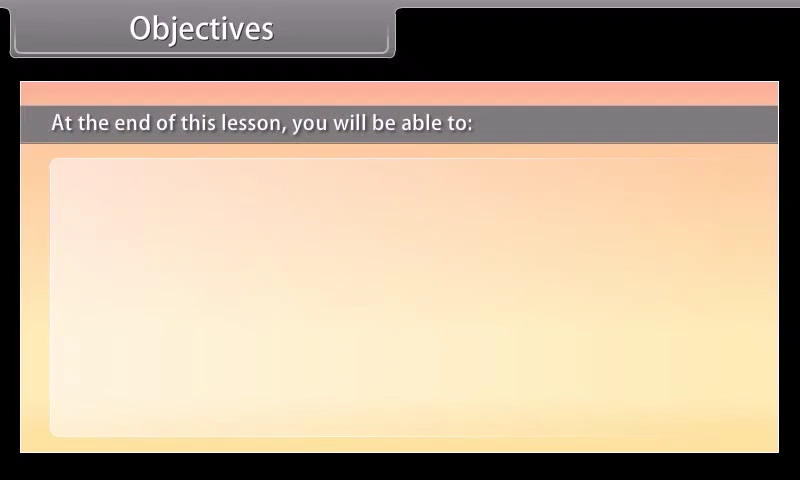 Objectives
At the end of this lesson, you will be able to: